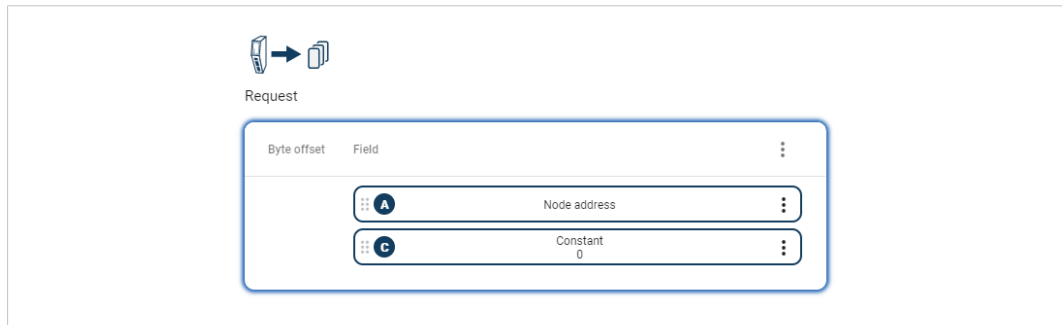 Request
Byte offset Field
A Node address
C Constant
0